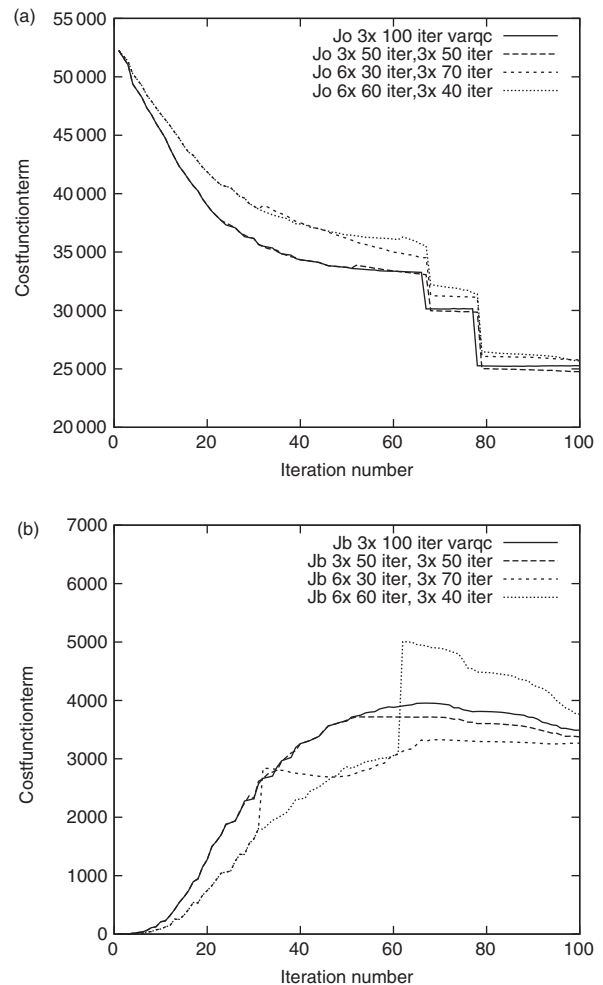 (a)
Jo 3x 100 iter varqc
Jo 3x 50 iter,3x 50 iter
Jo 6x 30 iter,3x 70 iter
Jo 6x 60 iter,3x 40 iter
55 000
50 000
45 000
40 000
35 000
30 000
25 000
20 000
Costfunctionterm
0 20 40 60 80 100
Iteration number
(b)
Jb 3x 100 iter varqc
Jb 3x 50 iter, 3x 50 iter
Jb 6x 30 iter, 3x 70 iter
Jb 6x 60 iter, 3x 40 iter
7000
6000
5000
4000
3000
2000
1000
0
Costfunctionterm
0 20 40 60 80 100
Iteration number